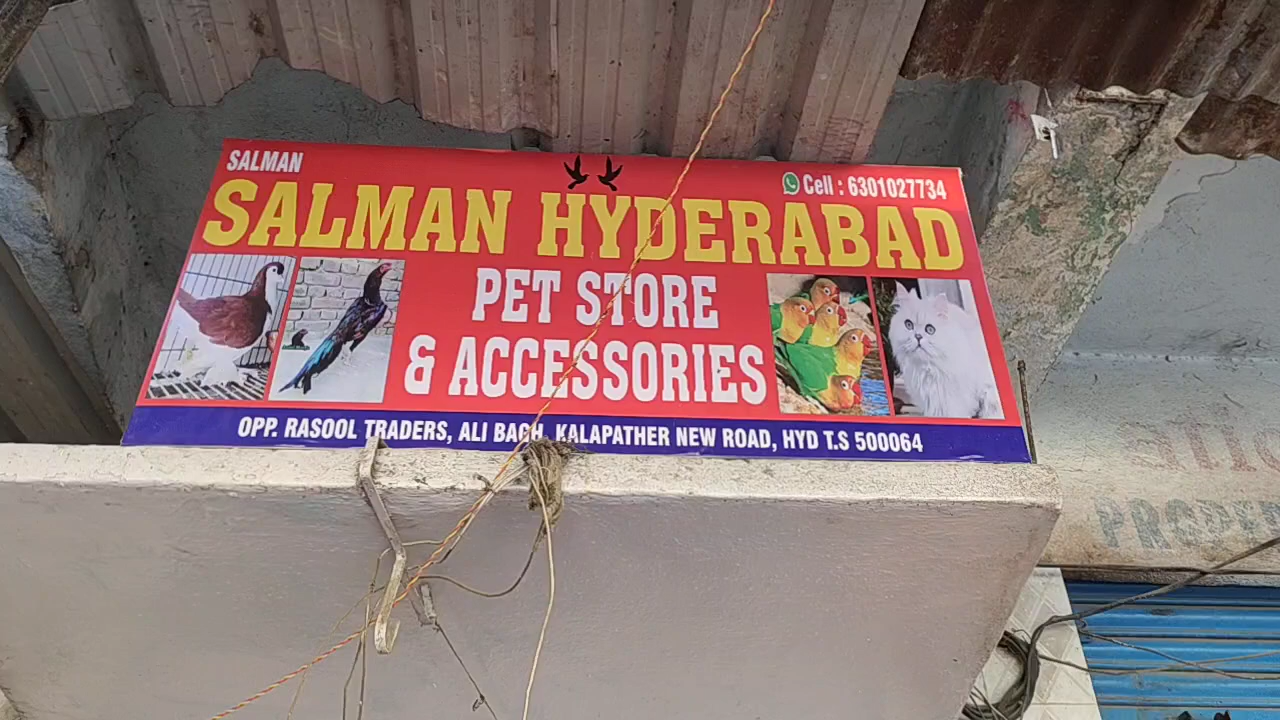 SALMAN
Cell : 6301027734
SALMAN HYDERABAD
PET STORE
& ACCESSORIES
OPP. RASOOL TRADERS, ALI BAGH, KALAPATHER NEW ROAD, HYD T.S 500064